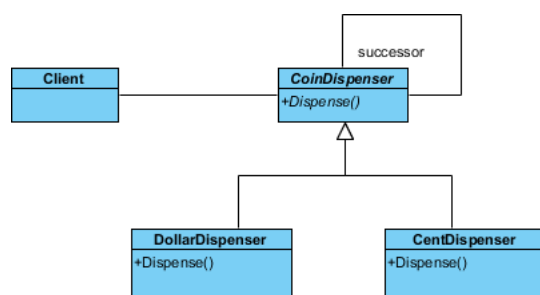 successor
Client
CoinDispenser
+Dispense()
DollarDispenser
+Dispense()
CentDispenser
+Dispense()